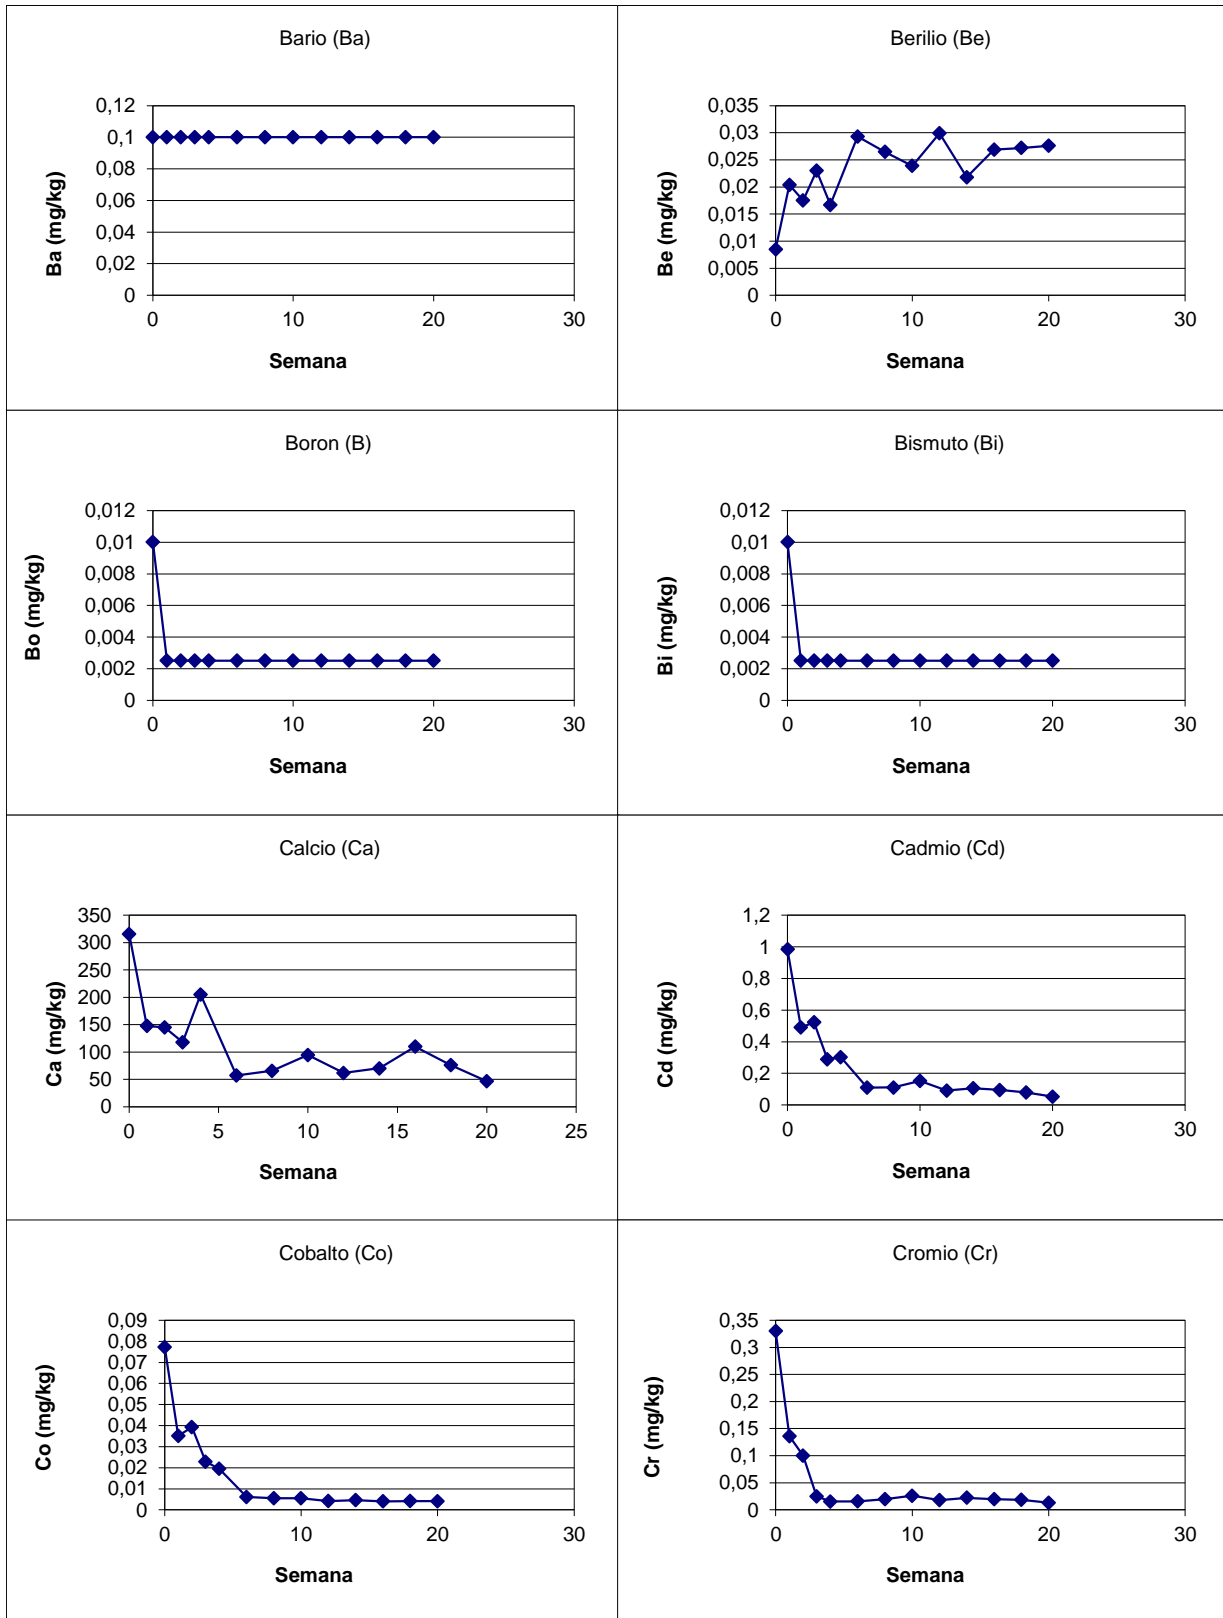 Bario (Ba)
0,12
0,1
0,08
0,06
0,04
0,02
0
Ba (mg/kg)
0 10 20 30
Semana
Berilio (Be)
0,035
0,03
0,025
0,02
0,015
0,01
0,005
0
Be (mg/kg)
0 10 20 30
Semana
Boron (B)
0,012
0,01
0,008
0,006
0,004
0,002
0
Bo (mg/kg)
0 10 20 30
Semana
Bismuto (Bi)
0,012
0,01
0,008
0,006
0,004
0,002
0
Bi (mg/kg)
0 10 20 30
Semana
Calcio (Ca)
350
300
250
200
150
100
50
0
Ca (mg/kg)
0 5 10 15 20 25
Semana
Cadmio (Cd)
1,2
1
0,8
0,6
0,4
0,2
0
Cd (mg/kg)
0 10 20 30
Semana
Cobalto (Co)
0,09
0,08
0,07
0,06
0,05
0,04
0,03
0,02
0,01
0
Co (mg/kg)
0 10 20 30
Semana
Cromio (Cr)
0,35
0,3
0,25
0,2
0,15
0,1
0,05
0
Cr (mg/kg)
0 10 20 30
Semana